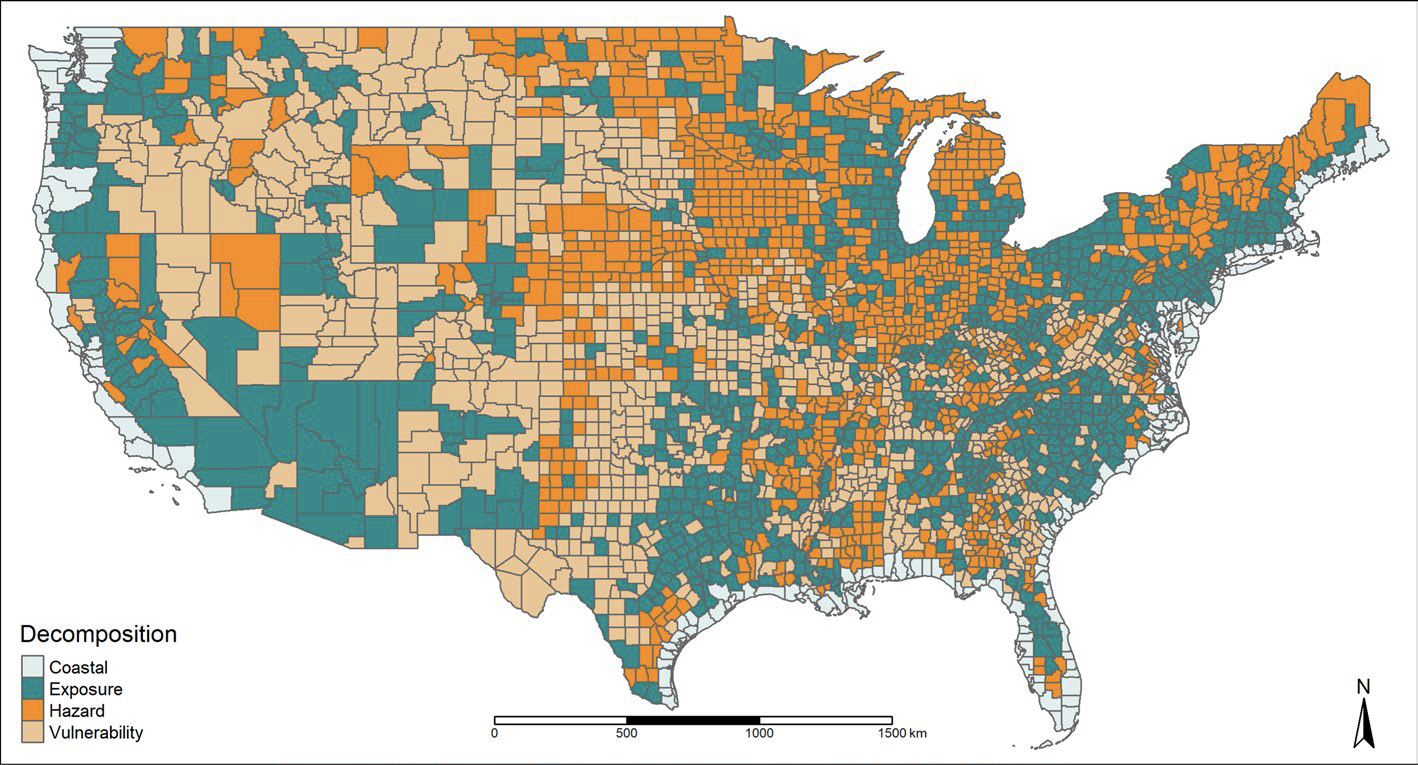 Decomposition
Coastal
Exposure
Hazard
Vulnerability
0 500 1000 1500 km
N